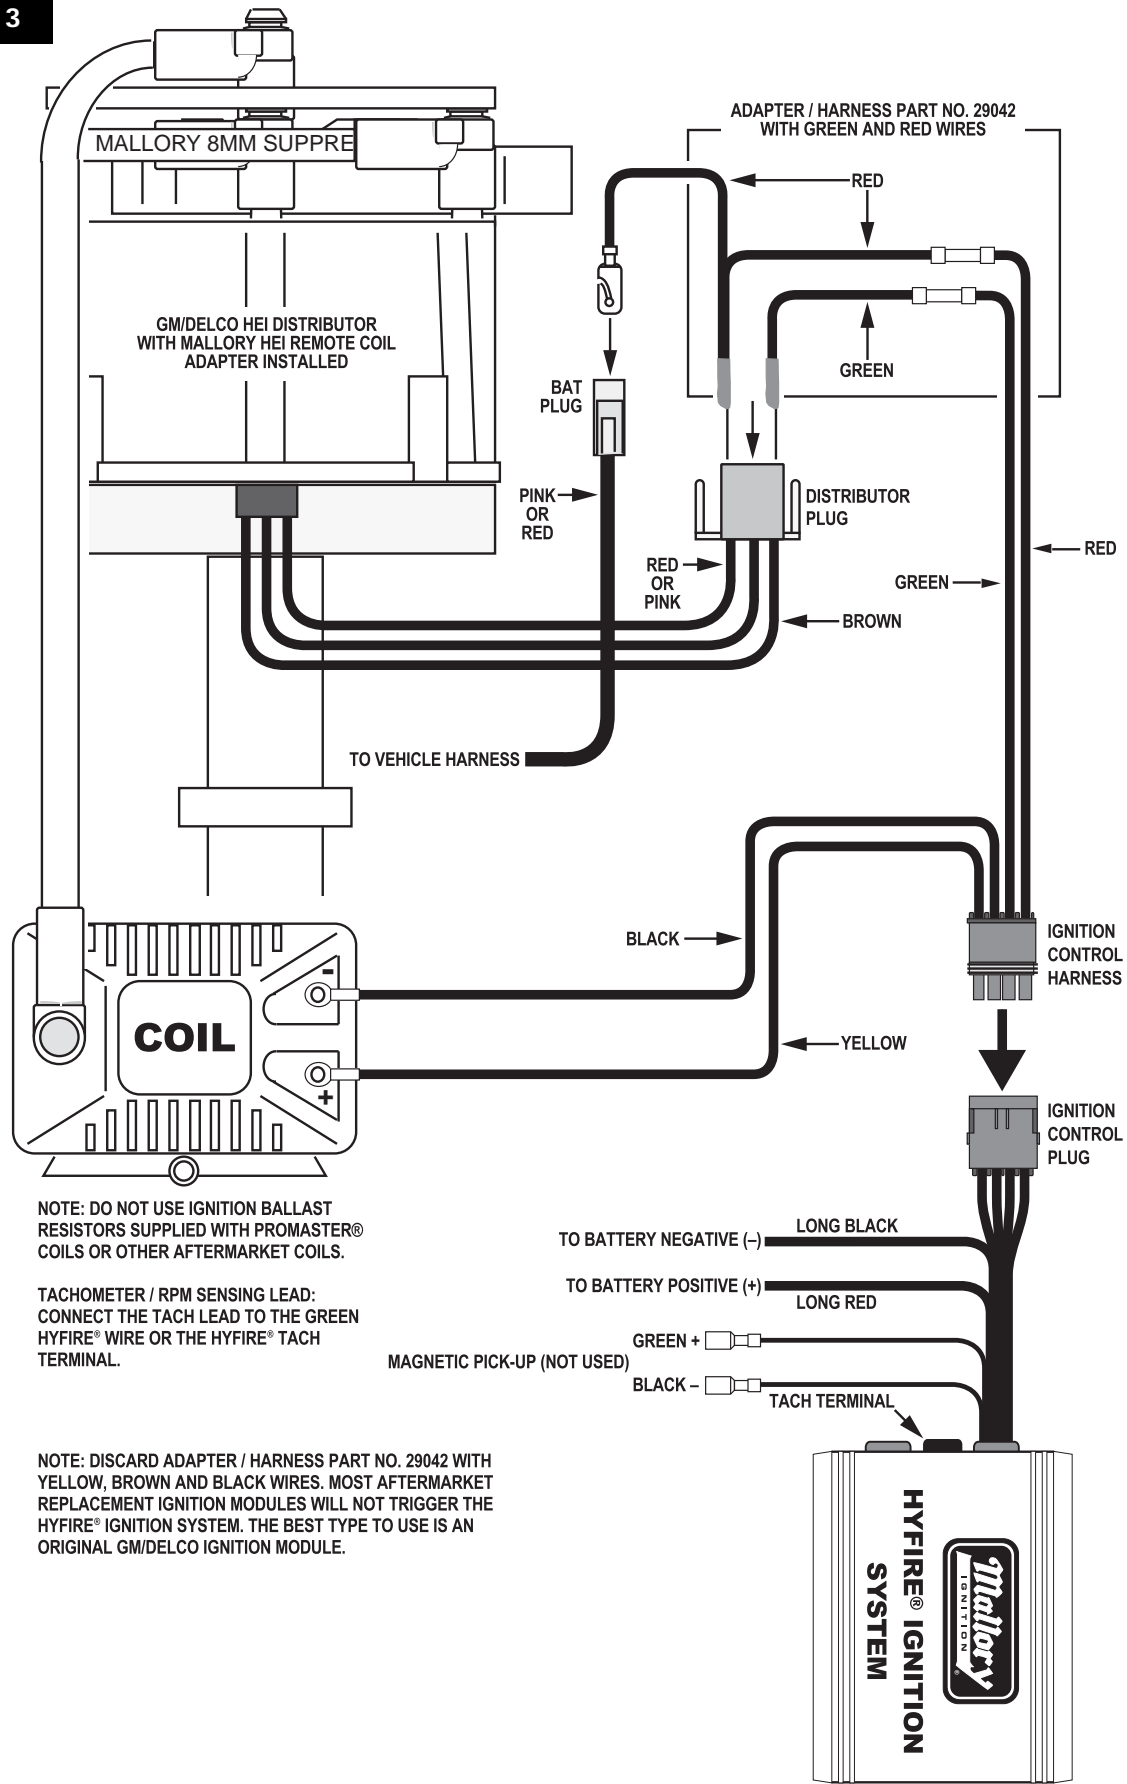 3
MALLORY 8MM SUPPRE
ADAPTER / HARNESS PART NO. 29042
WITH GREEN AND RED WIRES
RED
GREEN
GM/DELCO HEI DISTRIBUTOR
WITH MALLORY HEI REMOTE COIL
ADAPTER INSTALLED
BAT
PLUG
PINK
OR
RED
DISTRIBUTOR
PLUG
RED
OR
PINK
BROWN
RED
GREEN
TO VEHICLE HARNESS
BLACK
IGNITION
CONTROL
HARNESS
–
COIL
+
YELLOW
IGNITION
CONTROL
PLUG
NOTE: DO NOT USE IGNITION BALLAST
RESISTORS SUPPLIED WITH PROMASTER®
COILS OR OTHER AFTERMARKET COILS.
TACHOMETER / RPM SENSING LEAD:
CONNECT THE TACH LEAD TO THE GREEN
HYFIRE® WIRE OR THE HYFIRE® TACH
TERMINAL.
TO BATTERY NEGATIVE (–)
LONG BLACK
TO BATTERY POSITIVE (+)
LONG RED
GREEN +
MAGNETIC PICK-UP (NOT USED)
BLACK –
TACH TERMINAL
NOTE: DISCARD ADAPTER / HARNESS PART NO. 29042 WITH
YELLOW, BROWN AND BLACK WIRES. MOST AFTERMARKET
REPLACEMENT IGNITION MODULES WILL NOT TRIGGER THE
HYFIRE® IGNITION SYSTEM. THE BEST TYPE TO USE IS AN
ORIGINAL GM/DELCO IGNITION MODULE.
Mallory
IGNITION
®
HYFIRE® IGNITION
SYSTEM